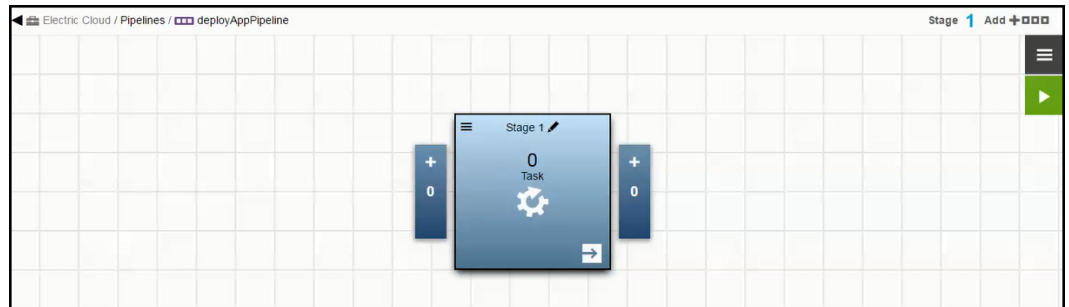 Electric Cloud / Pipelines / deployAppPipeline
Stage 1 Add +
Stage 1
+
0
Task
+
0
0